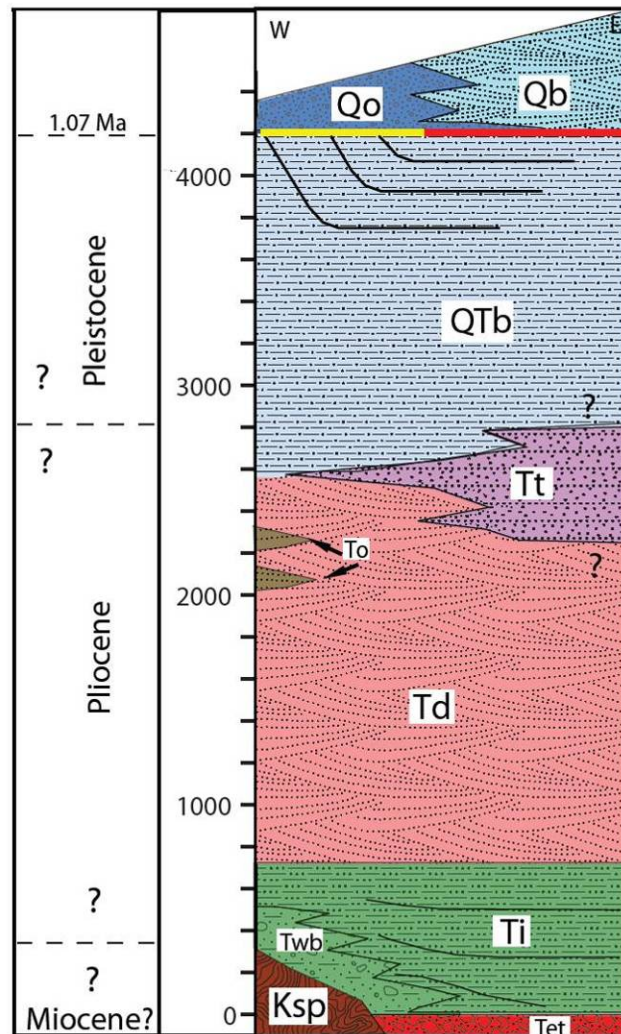 W
E
Qo
Qb
1.07 Ma
4000
Pleistocene
QTb
3000
?
?
?
Tt
To
?
2000
Pliocene
Td
1000
?
Ti
Twb
?
Ksp
0
Miocene?
Tet